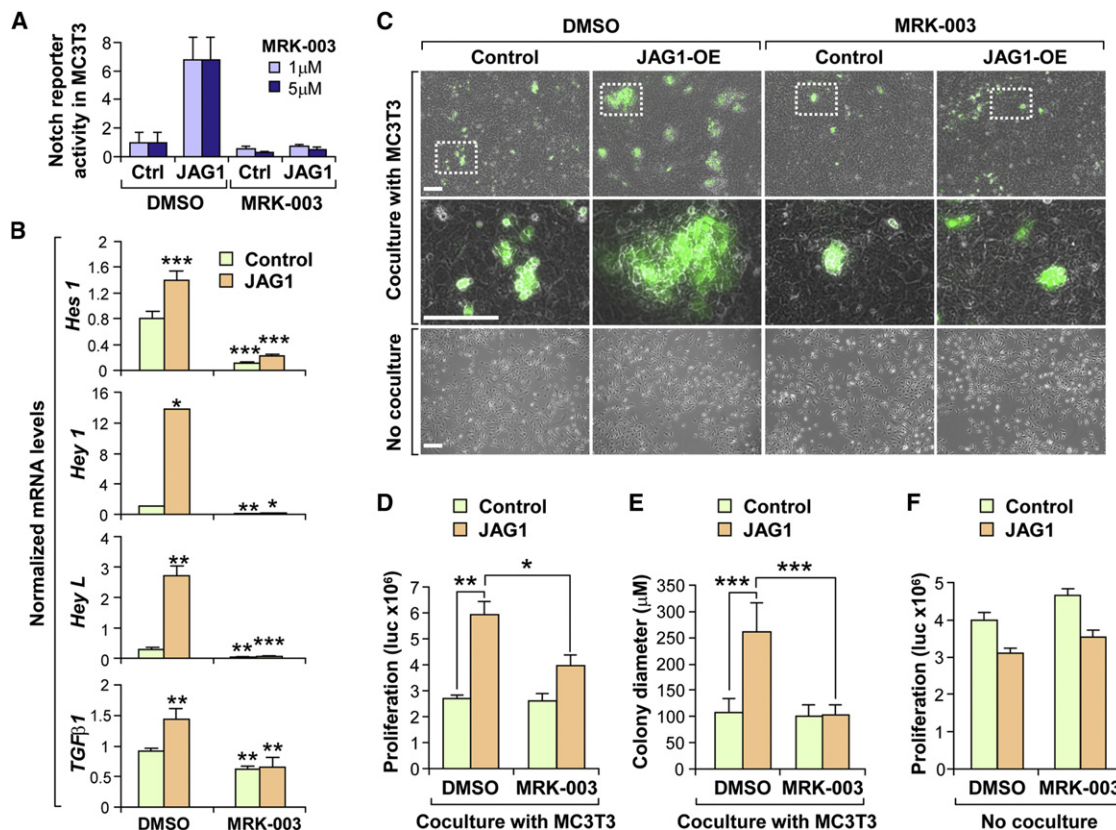 A
Notch reporter
activity in MC3T3
8
6
4
2
0
MRK-003
1μM
5μM
Ctrl JAG1 Ctrl JAG1
DMSO MRK-003
B
Normalized mRNA levels
Control
JAG1
Hes 1
1.6
1.2
0.8
0.4
0
***
*** ***
Hey 1
15
10
5
0
*
** *
Hey L
4
3
2
1
0
**
** ***
TGFβ1
2
1.5
1
0.5
0
**
** **
DMSO MRK-003
C
DMSO MRK-003
Control JAG1-OE Control JAG1-OE
Coculture with MC3T3
No coculture
D
Control
JAG1
Proliferation (luc x10⁶)
7
6
5
4
3
2
1
0
** *
DMSO MRK-003
Coculture with MC3T3
E
Control
JAG1
Colony diameter (μM)
350
300
250
200
150
100
50
0
*** ***
DMSO MRK-003
Coculture with MC3T3
F
Control
JAG1
Proliferation (luc x10⁶)
5
4
3
2
1
0
DMSO MRK-003
No coculture